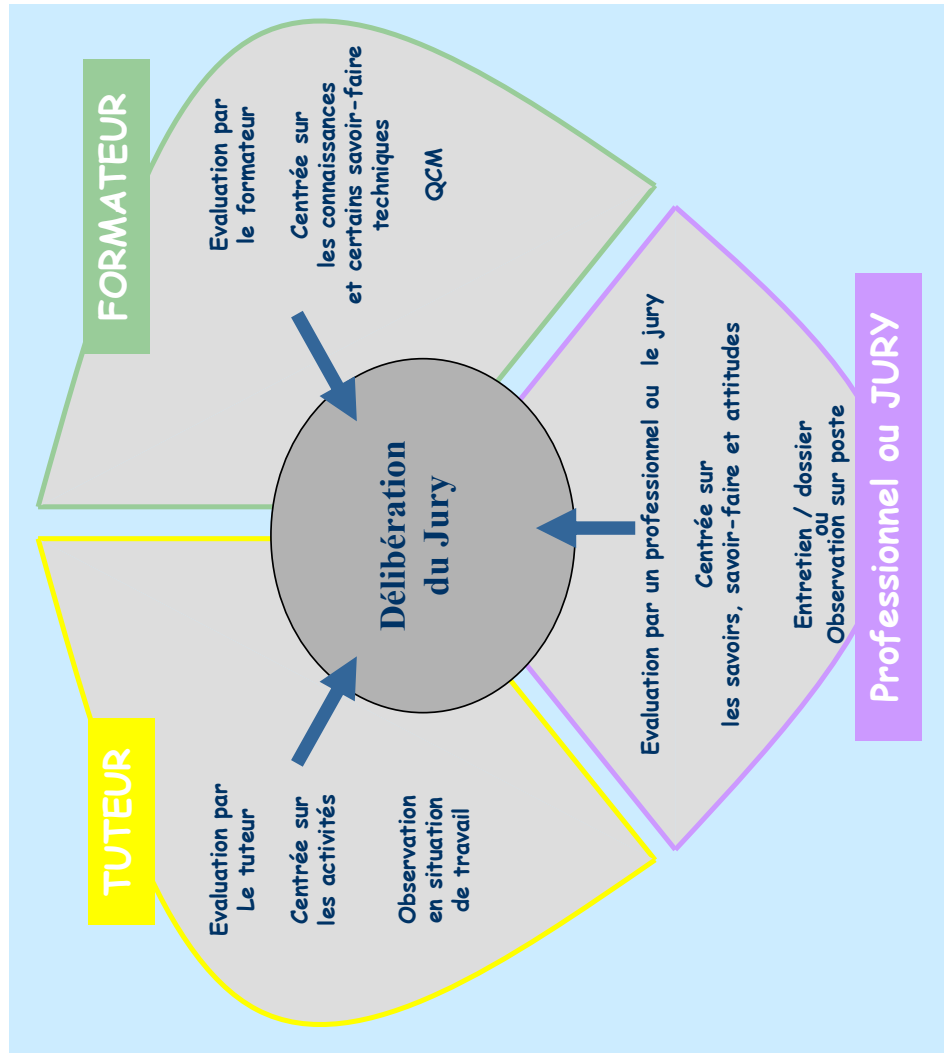 TUTEUR
Evaluation par
Le tuteur
Centrée sur
les activités
Observation
en situation
de travail
FORMATEUR
Evaluation par
le formateur
Centrée sur
les connaissances
et certains savoir-faire
techniques
QCM
Délibération
du Jury
Evaluation par un professionnel ou le jury
Centrée sur
les savoirs, savoir-faire et attitudes
Entretien / dossier
ou
Observation sur poste
Professionnel ou JURY